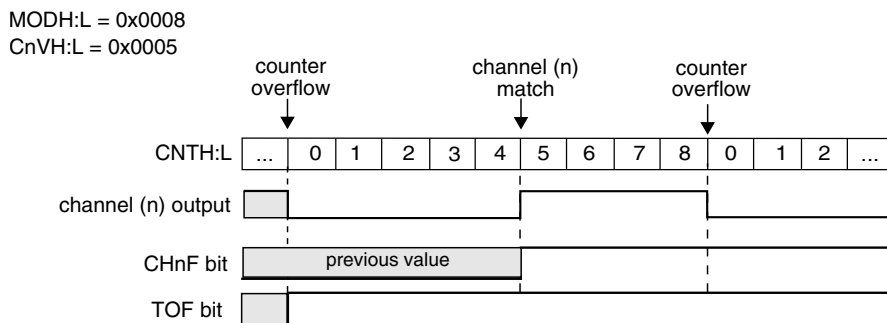 MODH:L = 0x0008
CnVH:L = 0x0005
counter
overflow
channel (n)
match
counter
overflow
CNTH:L ... 0 1 2 3 4 5 6 7 8 0 1 2 ...
channel (n) output
CHnF bit previous value
TOF bit